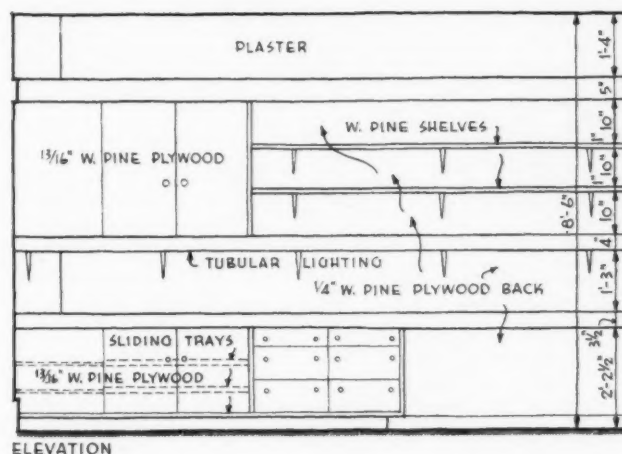 PLASTER
W. PINE SHELVES
13/16" W. PINE PLYWOOD
TUBULAR LIGHTING
1/4" W. PINE PLYWOOD BACK
SLIDING TRAYS
13/16" W. PINE PLYWOOD
8'-6"
1'-4"
5"
10"
1"
10"
1"
10"
4"
1'-3"
3 1/2"
2'-2 1/2"
ELEVATION